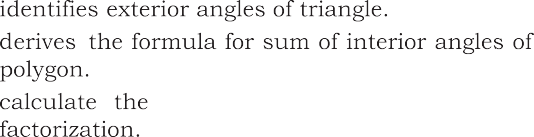 identifies exterior angles of triangle.
derives the formula for sum of interior angles of
polygon.
calculate the
factorization.